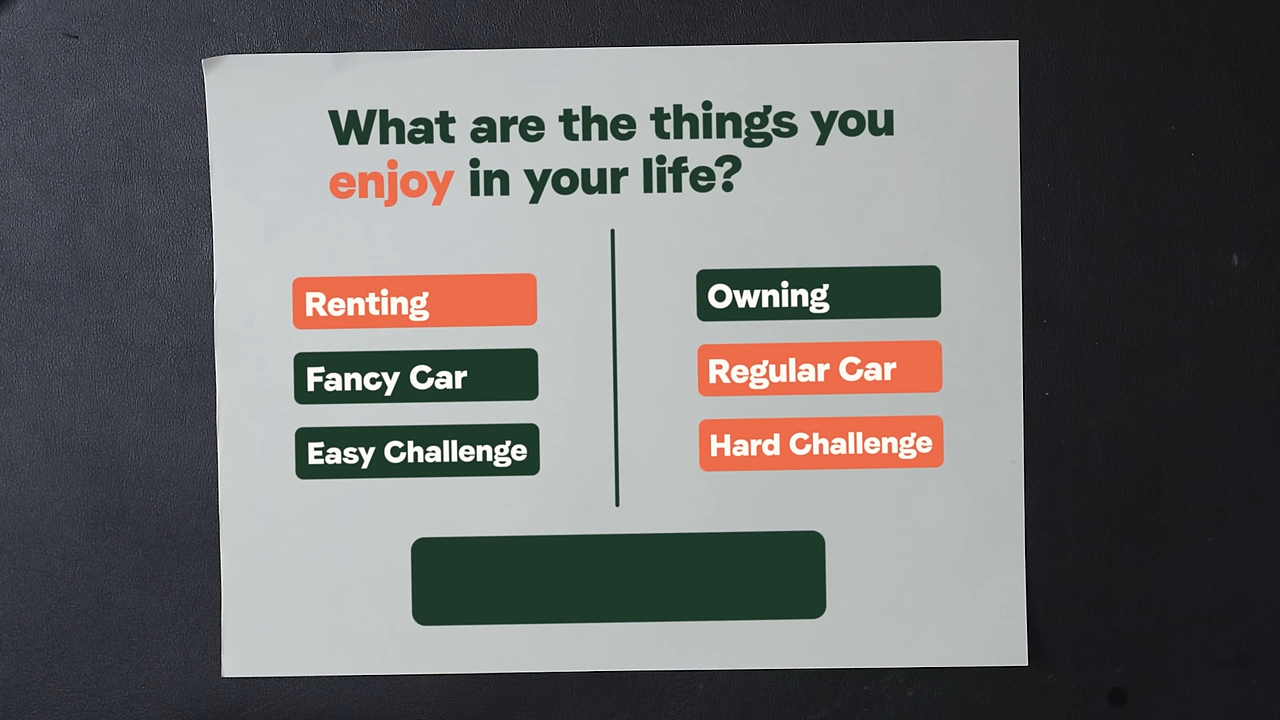 What are the things you
enjoy in your life?
Renting
Fancy Car
Easy Challenge
Owning
Regular Car
Hard Challenge